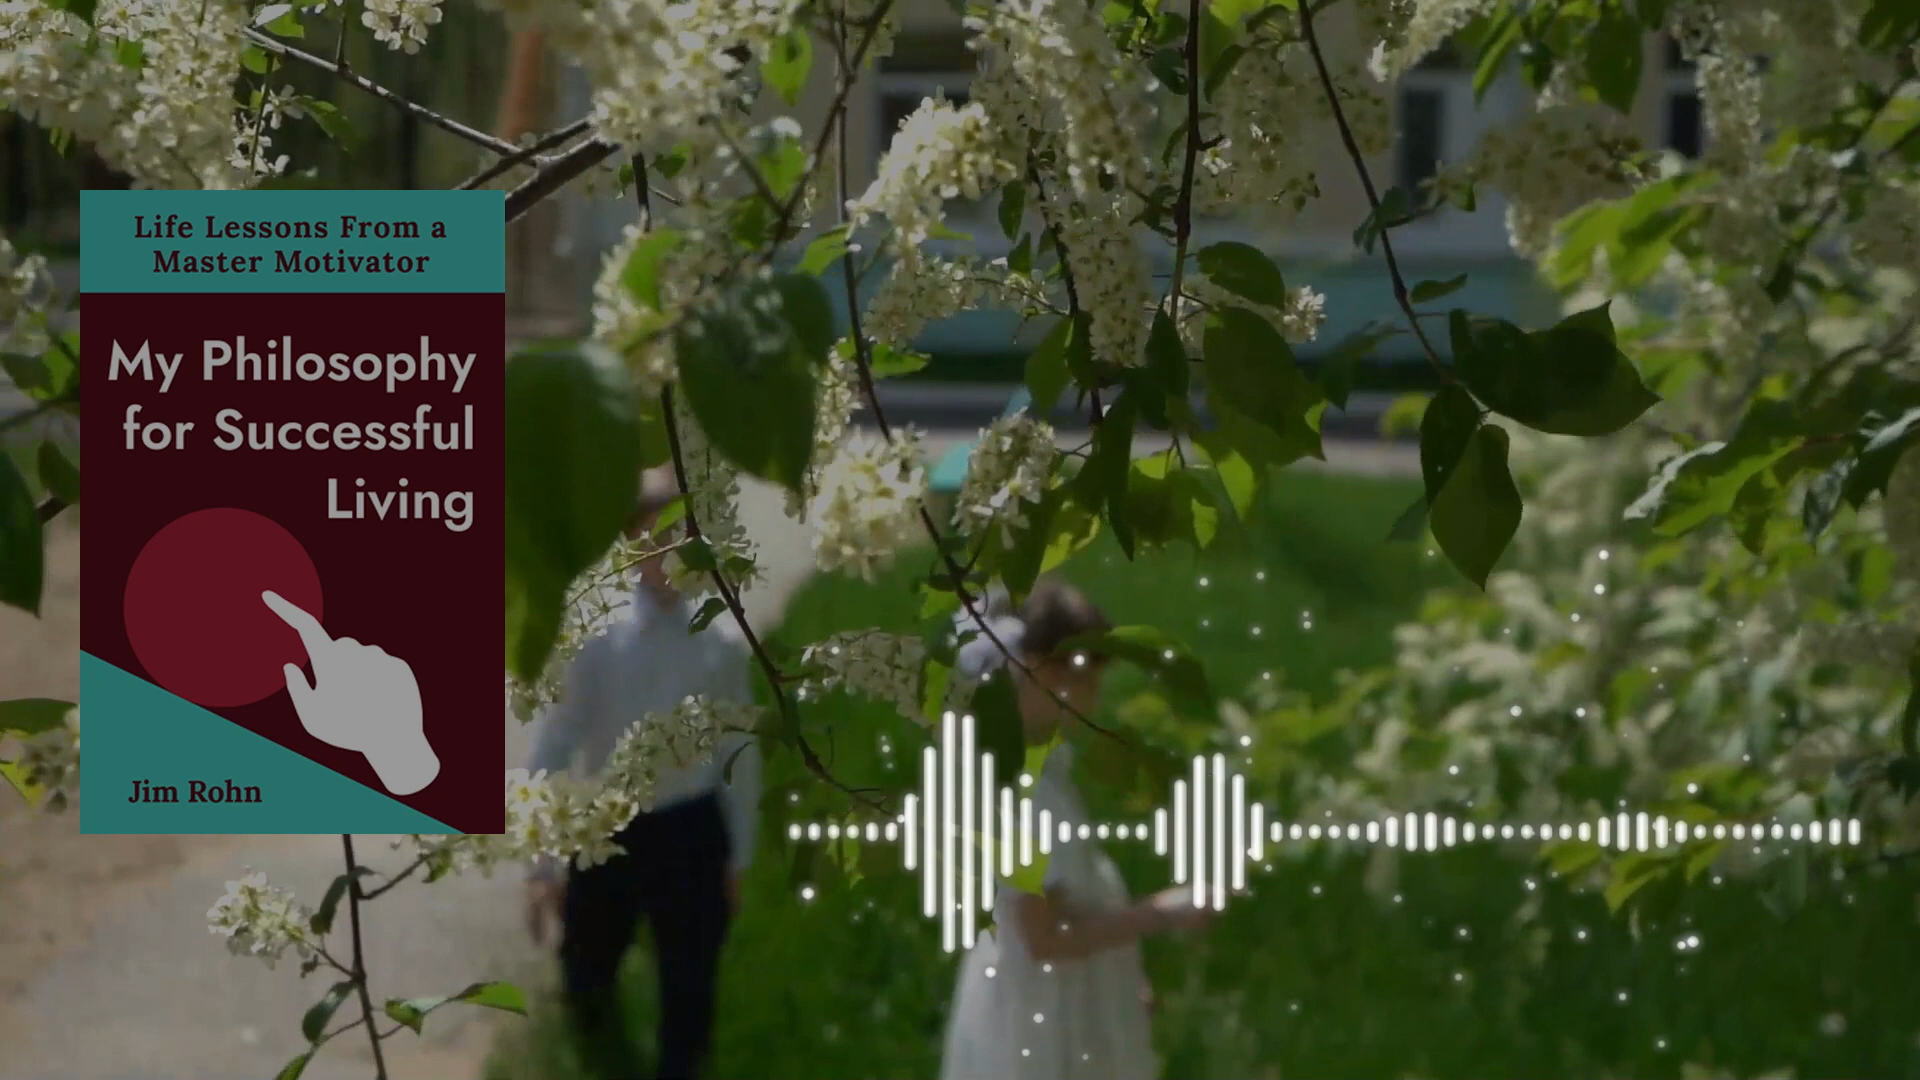 Life Lessons From a
Master Motivator
My Philosophy
for Successful
Living
Jim Rohn